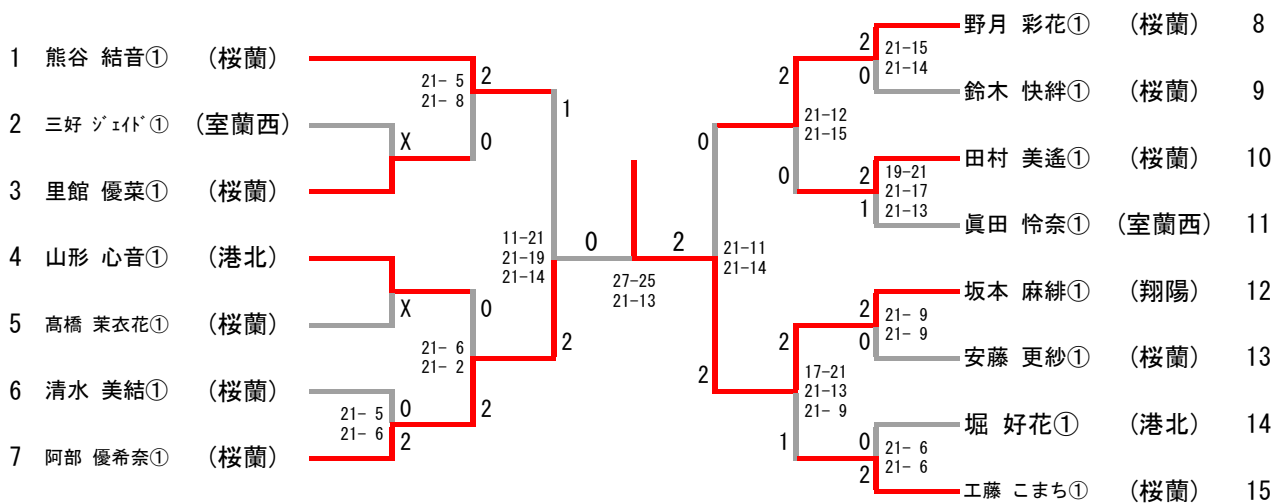 1 熊谷 結音① (桜蘭)
21- 5 2
21- 8
2 三好 ジェイド① (室蘭西)
X 0
3 里館 優菜① (桜蘭)
1
4 山形 心音① (港北)
X 0
5 髙橋 茉衣花① (桜蘭)
21- 6
21- 2
6 清水 美結① (桜蘭)
21- 5 0
21- 6 2
2
7 阿部 優希奈① (桜蘭)
11-21
21-19
21-14
2
0 2
27-25
21-13
野月 彩花① (桜蘭) 8
2 21-15
0 21-14
鈴木 快絆① (桜蘭) 9
2
21-12
21-15
0
田村 美遙① (桜蘭) 10
2 19-21
21-17
1 21-13
眞田 怜奈① (室蘭西) 11
0
21-11
21-14
2
坂本 麻緋① (翔陽) 12
2 21- 9
0 21- 9
安藤 更紗① (桜蘭) 13
2
17-21
21-13
21- 9
1
堀 好花① (港北) 14
0 21- 6
2 21- 6
工藤 こまち① (桜蘭) 15